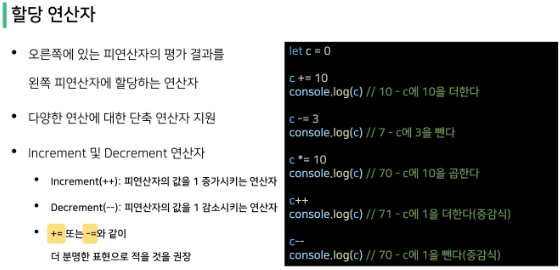 할당 연산자
• 오른쪽에 있는 피연산자의 평가 결과를
왼쪽 피연산자에 할당하는 연산자
• 다양한 연산에 대한 단축 연산자 지원
• Increment 및 Decrement 연산자
• Increment(++): 피연산자의 값을 1 증가시키는 연산자
• Decrement(--): 피연산자의 값을 1 감소시키는 연산자
• += 또는 -=와 같이
더 분명한 표현으로 적을 것을 권장
let c = 0
c += 10
console.log(c) // 10 - c에 10을 더한다
c -= 3
console.log(c) // 7 - c에 3을 뺀다
c *= 10
console.log(c) // 70 - c에 10을 곱한다
c++
console.log(c) // 71 - c에 1을 더한다(증감식)
c--
console.log(c) // 70 - c에 1을 뺀다(증감식)